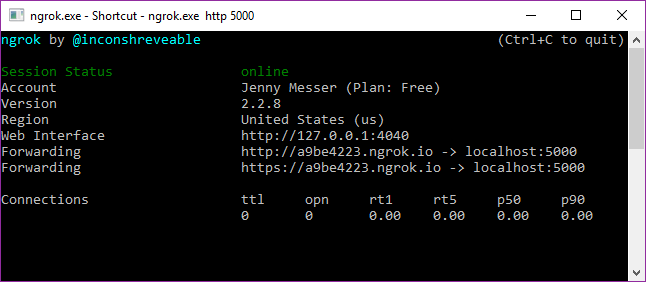 ngrok.exe - Shortcut - ngrok.exe http 5000
ngrok by @inconshreveable (Ctrl+C to quit)
Session Status online
Account Jenny Messer (Plan: Free)
Version 2.2.8
Region United States (us)
Web Interface http://127.0.0.1:4040
Forwarding http://a9be4223.ngrok.io -> localhost:5000
Forwarding https://a9be4223.ngrok.io -> localhost:5000
Connections ttl opn rt1 rt5 p50 p90
0 0 0.00 0.00 0.00 0.00